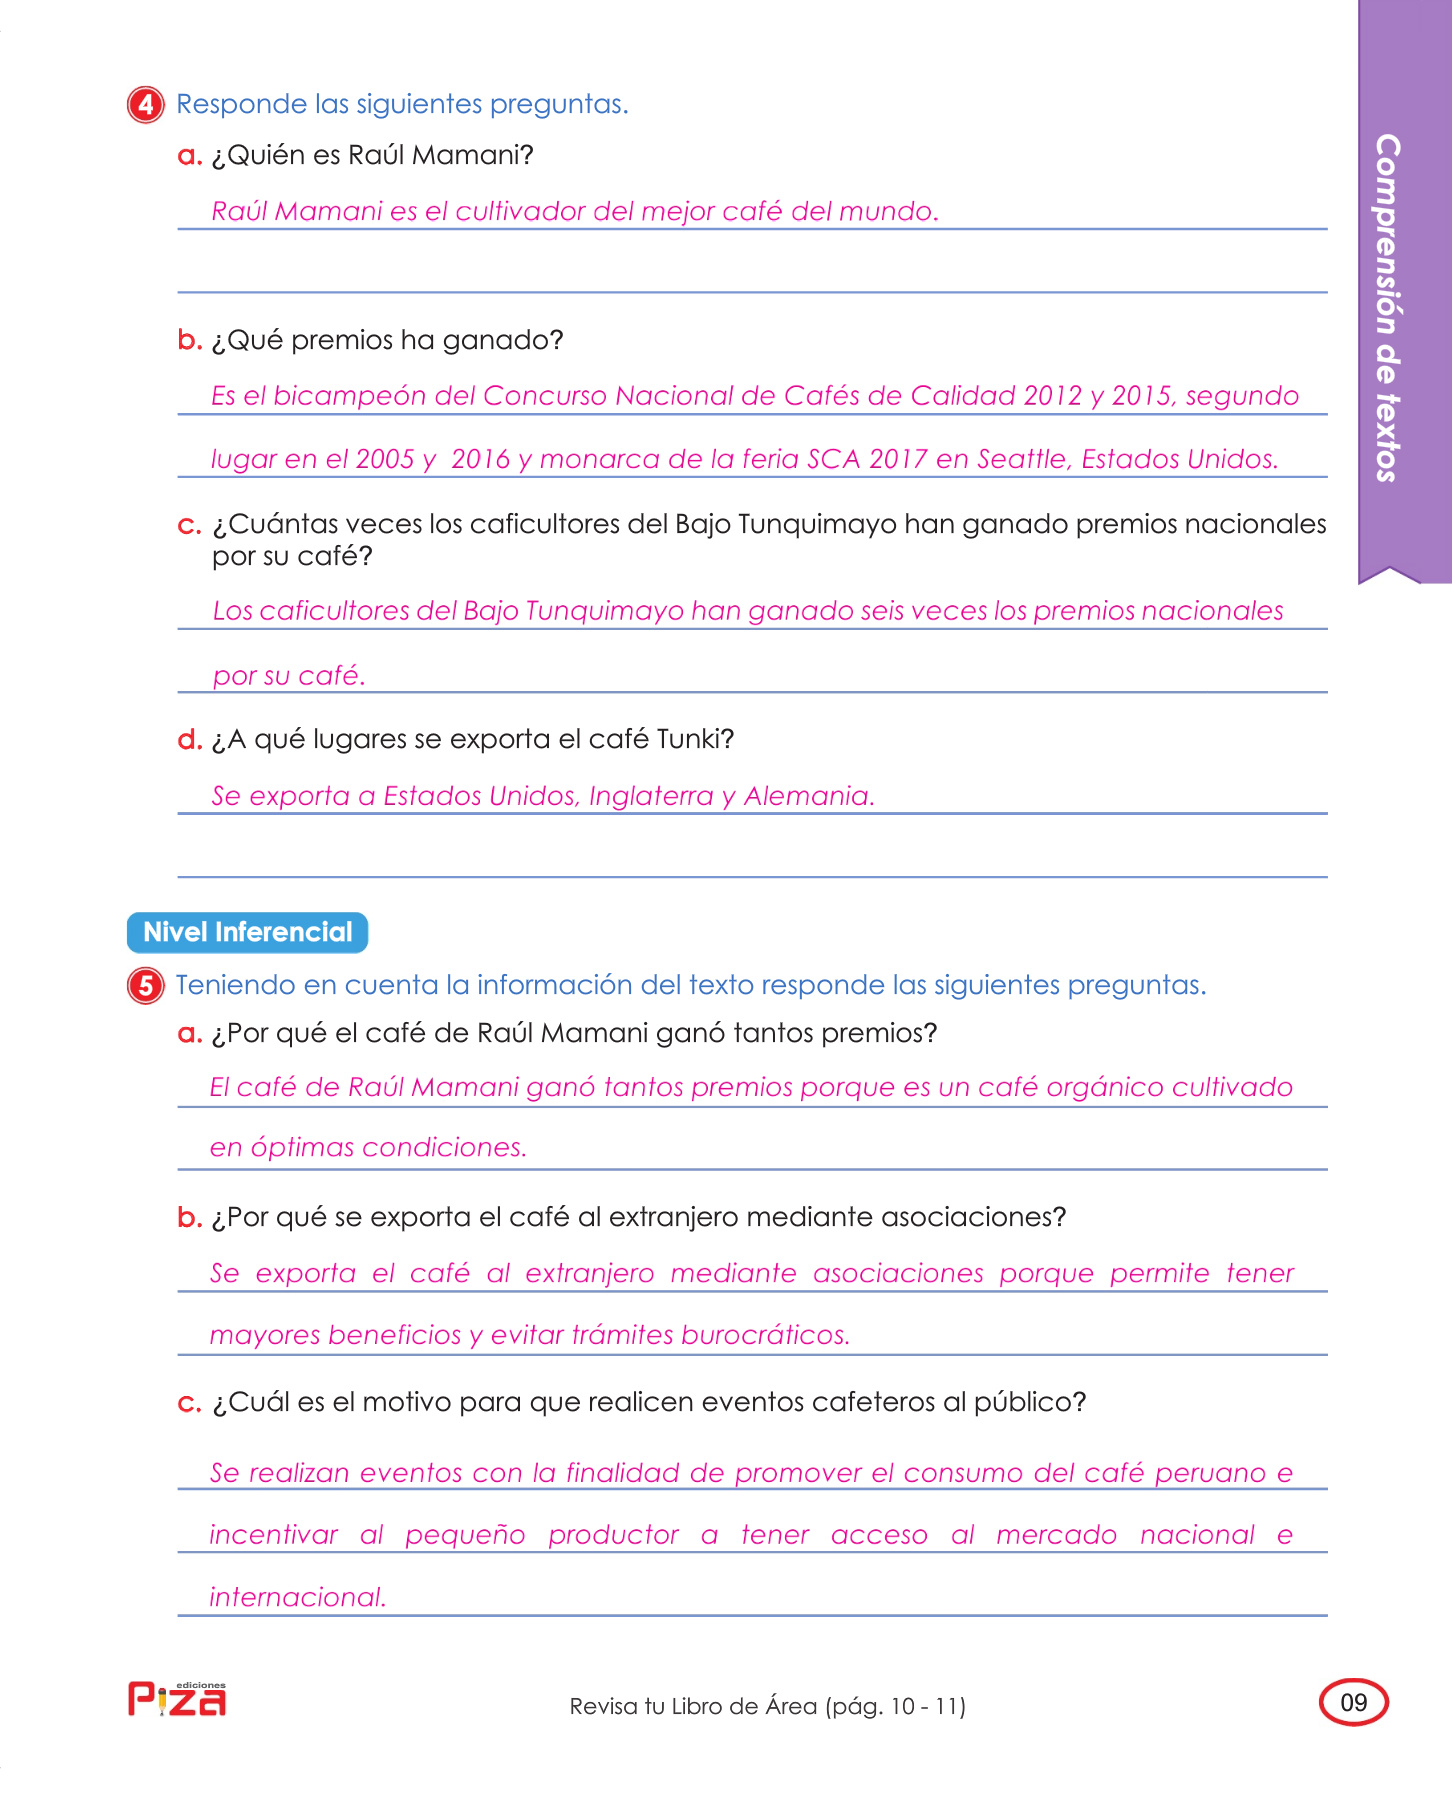 4 Responde las siguientes preguntas.
a. ¿Quién es Raúl Mamani?
Raúl Mamani es el cultivador del mejor café del mundo.
b. ¿Qué premios ha ganado?
Es el bicampeón del Concurso Nacional de Cafés de Calidad 2012 y 2015, segundo
lugar en el 2005 y 2016 y monarca de la feria SCA 2017 en Seattle, Estados Unidos.
c. ¿Cuántas veces los caficultores del Bajo Tunquimayo han ganado premios nacionales
por su café?
Los caficultores del Bajo Tunquimayo han ganado seis veces los premios nacionales
por su café.
d. ¿A qué lugares se exporta el café Tunki?
Se exporta a Estados Unidos, Inglaterra y Alemania.
Nivel Inferencial
5 Teniendo en cuenta la información del texto responde las siguientes preguntas.
a. ¿Por qué el café de Raúl Mamani ganó tantos premios?
El café de Raúl Mamani ganó tantos premios porque es un café orgánico cultivado
en óptimas condiciones.
b. ¿Por qué se exporta el café al extranjero mediante asociaciones?
Se exporta el café al extranjero mediante asociaciones porque permite tener
mayores beneficios y evitar trámites burocráticos.
c. ¿Cuál es el motivo para que realicen eventos cafeteros al público?
Se realizan eventos con la finalidad de promover el consumo del café peruano e
incentivar al pequeño productor a tener acceso al mercado nacional e
internacional.
Comprensión de textos
ediciones
Piza
Revisa tu Libro de Área (pág. 10 - 11)
09